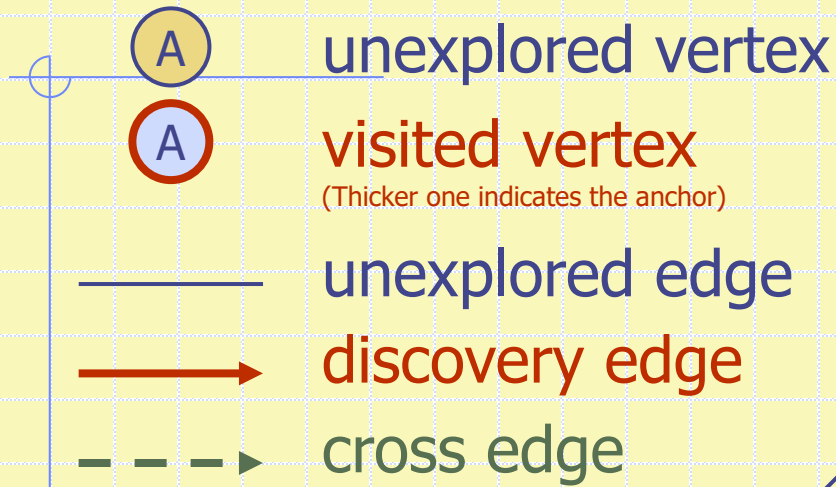 A unexplored vertex
A visited vertex
(Thicker one indicates the anchor)
unexplored edge
discovery edge
cross edge